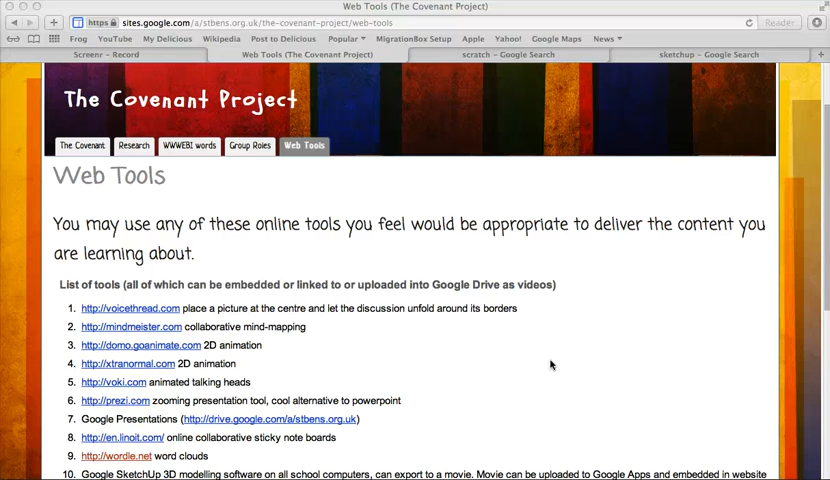 Web Tools (The Covenant Project)
https sites.google.com/a/stbens.org.uk/the-covenant-project/web-tools Reader
Frog YouTube My Delicious Wikipedia Post to Delicious Popular MigrationBox Setup Apple Yahoo! Google Maps News
Screenr – Record Web Tools (The Covenant Project) scratch – Google Search sketchup – Google Search
The Covenant Project
The Covenant Research WWWEBI words Group Roles Web Tools
Web Tools
You may use any of these online tools you feel would be appropriate to deliver the content you
are learning about.
List of tools (all of which can be embedded or linked to or uploaded into Google Drive as videos)
1. http://voicethread.com place a picture at the centre and let the discussion unfold around its borders
2. http://mindmeister.com collaborative mind-mapping
3. http://domo.goanimate.com 2D animation
4. http://xtranormal.com 2D animation
5. http://voki.com animated talking heads
6. http://prezi.com zooming presentation tool, cool alternative to powerpoint
7. Google Presentations (http://drive.google.com/a/stbens.org.uk)
8. http://en.linoit.com/ online collaborative sticky note boards
9. http://wordle.net word clouds
10. Google SketchUp 3D modelling software on all school computers, can export to a movie. Movie can be uploaded to Google Apps and embedded in website